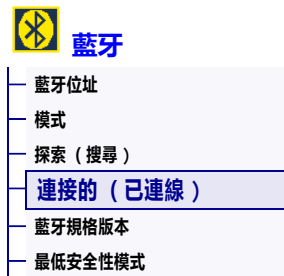 藍牙
藍牙位址
模式
探索（搜尋）
連接的（已連線）
藍牙規格版本
最低安全性模式